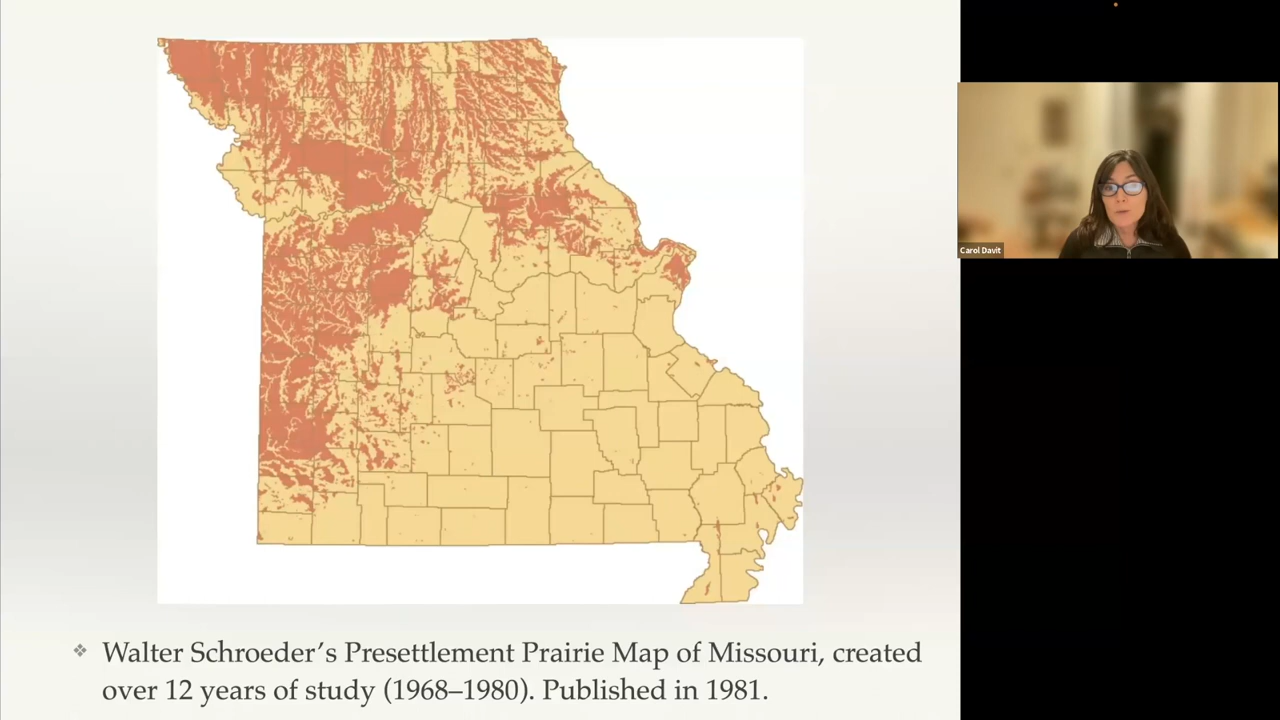 Carol Davit
Walter Schroeder’s Presettlement Prairie Map of Missouri, created
over 12 years of study (1968–1980). Published in 1981.